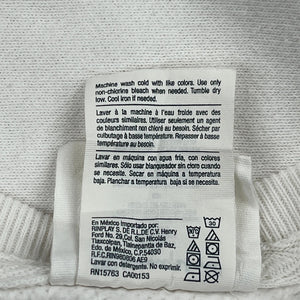 Machine wash cold with like colors. Use only
non-chlorine bleach when needed. Tumble dry
low. Cool iron if needed.
Laver à la machine à l'eau froide avec des
couleurs similaires. Utiliser seulement un agent
de blanchiment non chloré si requis. Sécher par
culbutage à basse température. Repasser à basse
température au besoin.
Lavar en máquina con agua fría, con colores
similares. Sólo usar blanqueador sin cloro cuando
se necesite. Secar en máquina a temperatura
baja. Planchar a temperatura baja, si se necesita.
En México Importado por:
RINPLAY S. DE R.L.DE C.V. Henry
Ford No. 29,Col. San Nicolás
Tlaxcolpan, Tlalnepantla de Baz,
Edo. de México, C.P.54030
R.F.C.RIN980806 AE9
Lavar con detergente. No remoje.
RN15763 CA00153